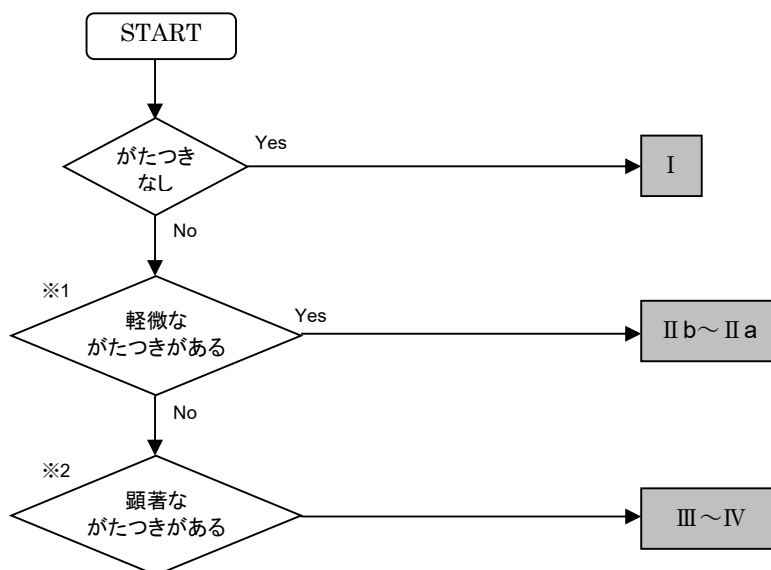 START
がたつき
なし
Yes
Ⅰ
No
※1
軽微な
がたつきがある
Yes
Ⅱb～Ⅱa
No
※2
顕著な
がたつきがある
Ⅲ～Ⅳ